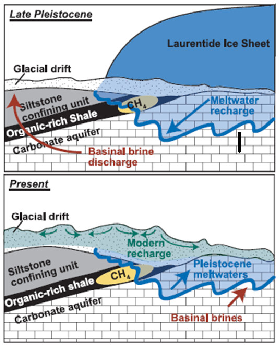 Late Pleistocene
Laurentide Ice Sheet
Glacial drift
Siltstone
confining unit
CH4
Organic-rich Shale
Carbonate aquifer
Meltwater
recharge
Basinal brine
discharge
Present
Glacial drift
Modern
recharge
Siltstone
confining unit
CH4
Organic-rich shale
Carbonate aquifer
Pleistocene
meltwaters
Basinal brines